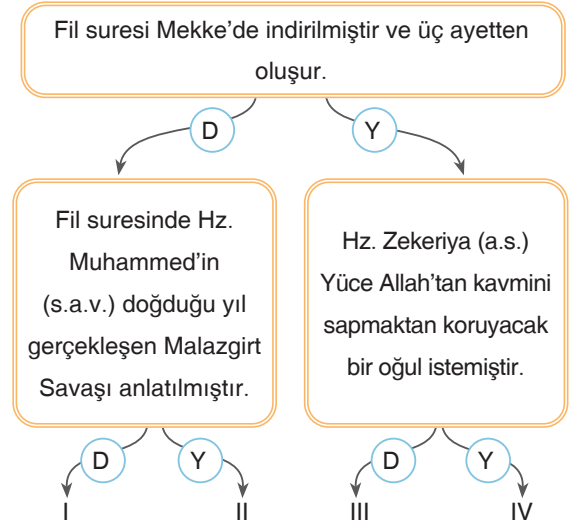 Fil suresi Mekke’de indirilmiştir ve üç ayetten
oluşur.
D
Y
Fil suresinde Hz.
Muhammed’in
(s.a.v.) doğduğu yıl
gerçekleşen Malazgirt
Savaşı anlatılmıştır.
Hz. Zekeriya (a.s.)
Yüce Allah’tan kavmini
sapmaktan koruyacak
bir oğul istemiştir.
D
Y
D
Y
I
II
III
IV